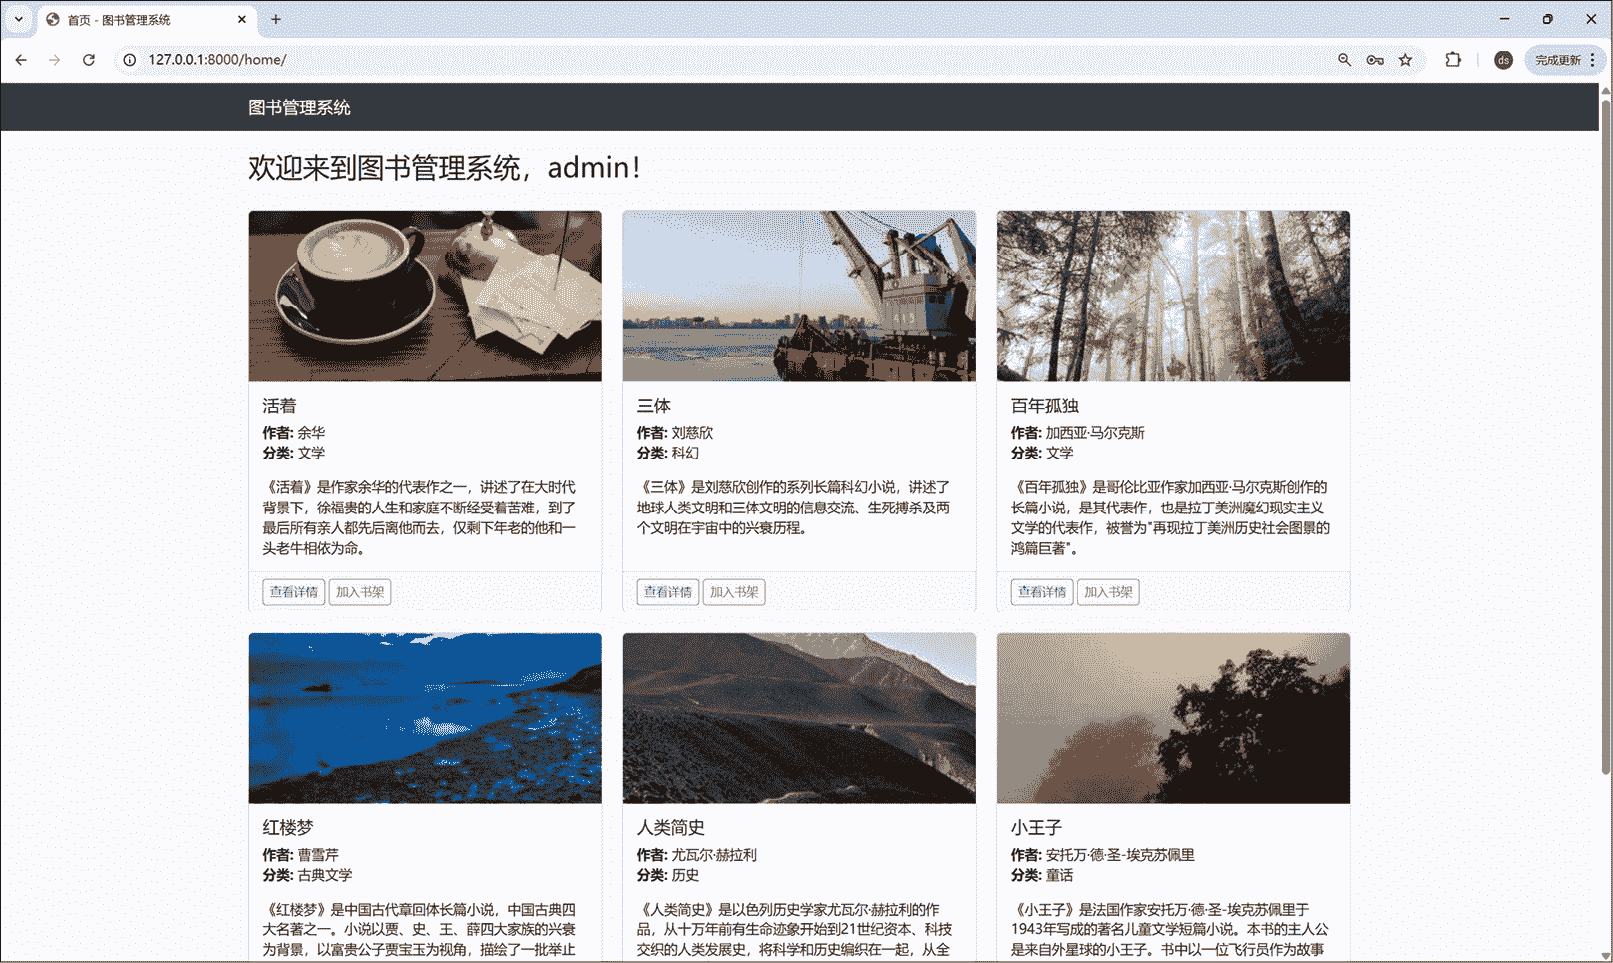 首页 - 图书管理系统
127.0.0.1:8000/home/
ds
完成更新
图书管理系统
欢迎来到图书管理系统，admin！
活着
作者: 余华
分类: 文学
《活着》是作家余华的代表作之一，讲述了在大时代
背景下，徐福贵的人生和家庭不断经受着苦难，到了
最后所有亲人都先后离他而去，仅剩下年老的他和一
头老牛相依为命。
查看详情 加入书架
三体
作者: 刘慈欣
分类: 科幻
《三体》是刘慈欣创作的系列长篇科幻小说，讲述了
地球人类文明和三体文明的信息交流、生死搏杀及两
个文明在宇宙中的兴衰历程。
查看详情 加入书架
百年孤独
作者: 加西亚·马尔克斯
分类: 文学
《百年孤独》是哥伦比亚作家加西亚·马尔克斯创作的
长篇小说，是其代表作，也是拉丁美洲魔幻现实主义
文学的代表作，被誉为"再现拉丁美洲历史社会图景的
鸿篇巨著"。
查看详情 加入书架
红楼梦
作者: 曹雪芹
分类: 古典文学
《红楼梦》是中国古代章回体长篇小说，中国古典四
大名著之一。小说以贾、史、王、薛四大家族的兴衰
为背景，以富贵公子贾宝玉为视角，描绘了一批举止
人类简史
作者: 尤瓦尔·赫拉利
分类: 历史
《人类简史》是以色列历史学家尤瓦尔·赫拉利的作
品，从十万年前有生命迹象开始到21世纪资本、科技
交织的人类发展史，将科学和历史编织在一起，从全
小王子
作者: 安托万·德·圣-埃克苏佩里
分类: 童话
《小王子》是法国作家安托万·德·圣-埃克苏佩里于
1943年写成的著名儿童文学短篇小说。本书的主人公
是来自外星球的小王子。书中以一位飞行员作为故事